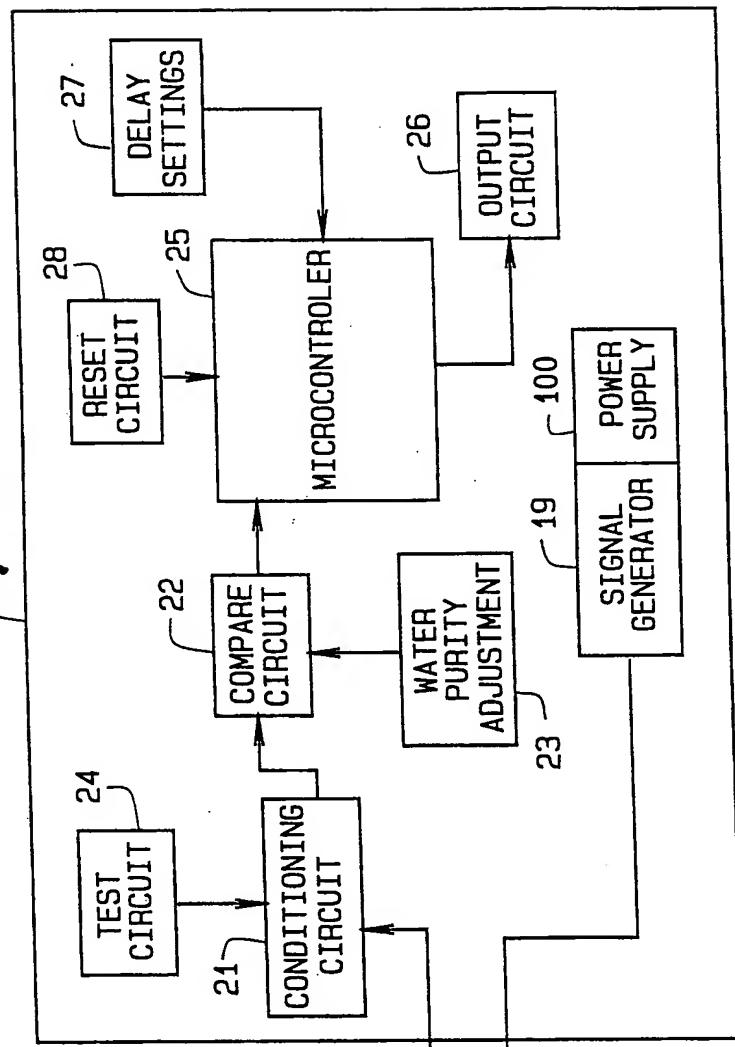 24
TEST
CIRCUIT
21
CONDITIONING
CIRCUIT
22
COMPARE
CIRCUIT
WATER
PURITY
ADJUSTMENT
23
28
RESET
CIRCUIT
25
MICROCONTROLER
27
DELAY
SETTINGS
26
OUTPUT
CIRCUIT
19
SIGNAL
GENERATOR
100
POWER
SUPPLY